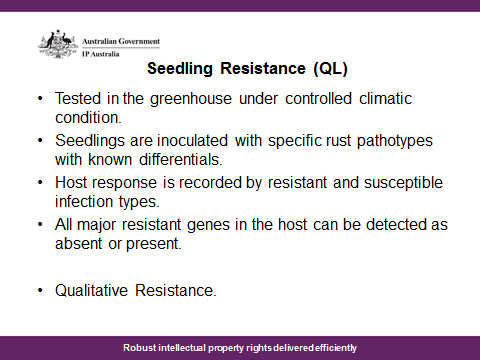 Australian Government
IP Australia
Seedling Resistance (QL)
• Tested in the greenhouse under controlled climatic
condition.
• Seedlings are inoculated with specific rust pathotypes
with known differentials.
• Host response is recorded by resistant and susceptible
infection types.
• All major resistant genes in the host can be detected as
absent or present.
• Qualitative Resistance.
Robust intellectual property rights delivered efficiently